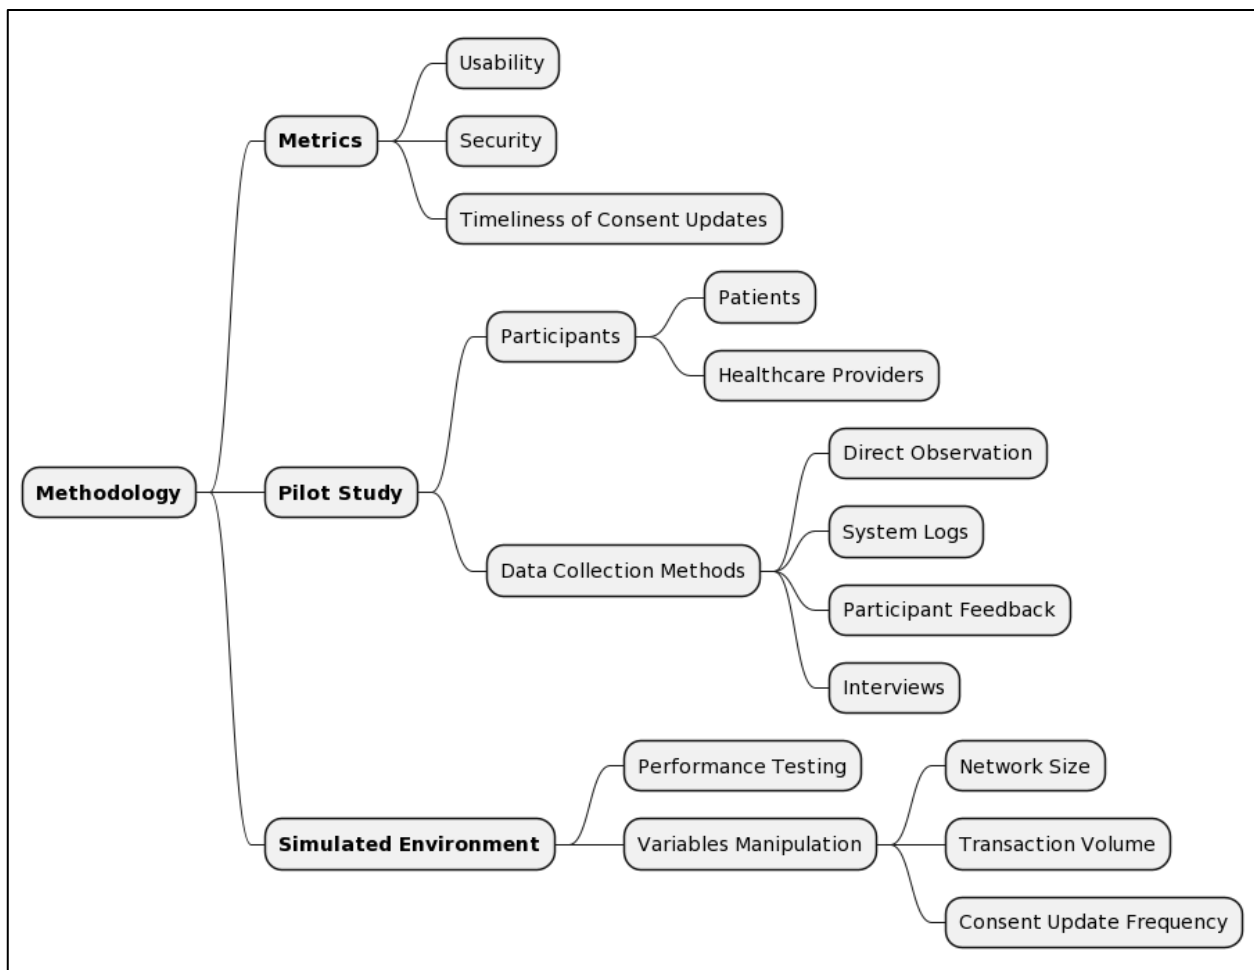 Usability
Metrics
Security
Timeliness of Consent Updates
Patients
Participants
Healthcare Providers
Direct Observation
Methodology
Pilot Study
System Logs
Data Collection Methods
Participant Feedback
Interviews
Performance Testing
Network Size
Simulated Environment
Variables Manipulation
Transaction Volume
Consent Update Frequency